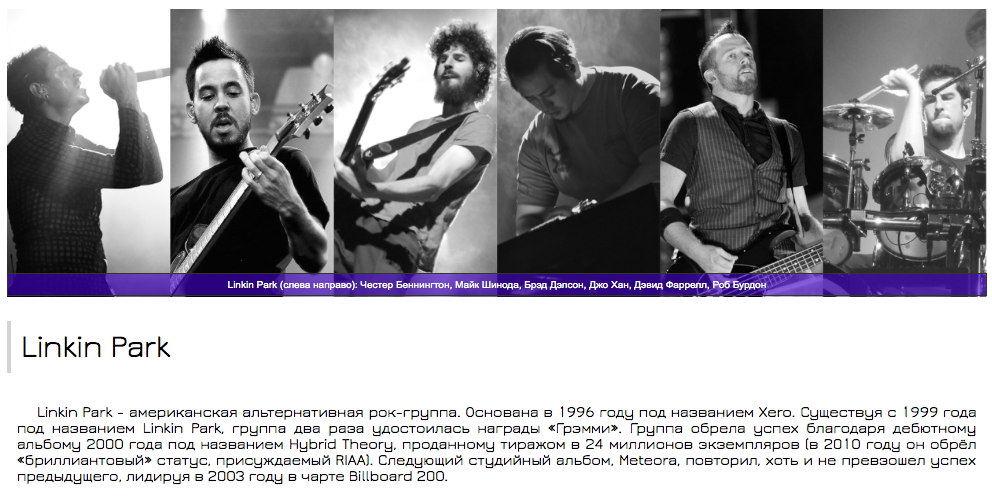 Linkin Park (слева направо): Честер Беннингтон, Майк Шинода, Брэд Дэлсон, Джо Хан, Дэвид Фаррелл, Роб Бурдон
Linkin Park
Linkin Park - американская альтернативная рок-группа. Основана в 1996 году под названием Xero. Существуя с 1999 года
под названием Linkin Park, группа два раза удостоилась награды «Грэмми». Группа обрела успех благодаря дебютному
альбому 2000 года под названием Hybrid Theory, проданному тиражом в 24 миллионов экземпляров (в 2010 году он обрёл
«бриллиантовый» статус, присуждаемый RIAA). Следующий студийный альбом, Meteora, повторил, хоть и не превзошел успех
предыдущего, лидируя в 2003 году в чарте Billboard 200.